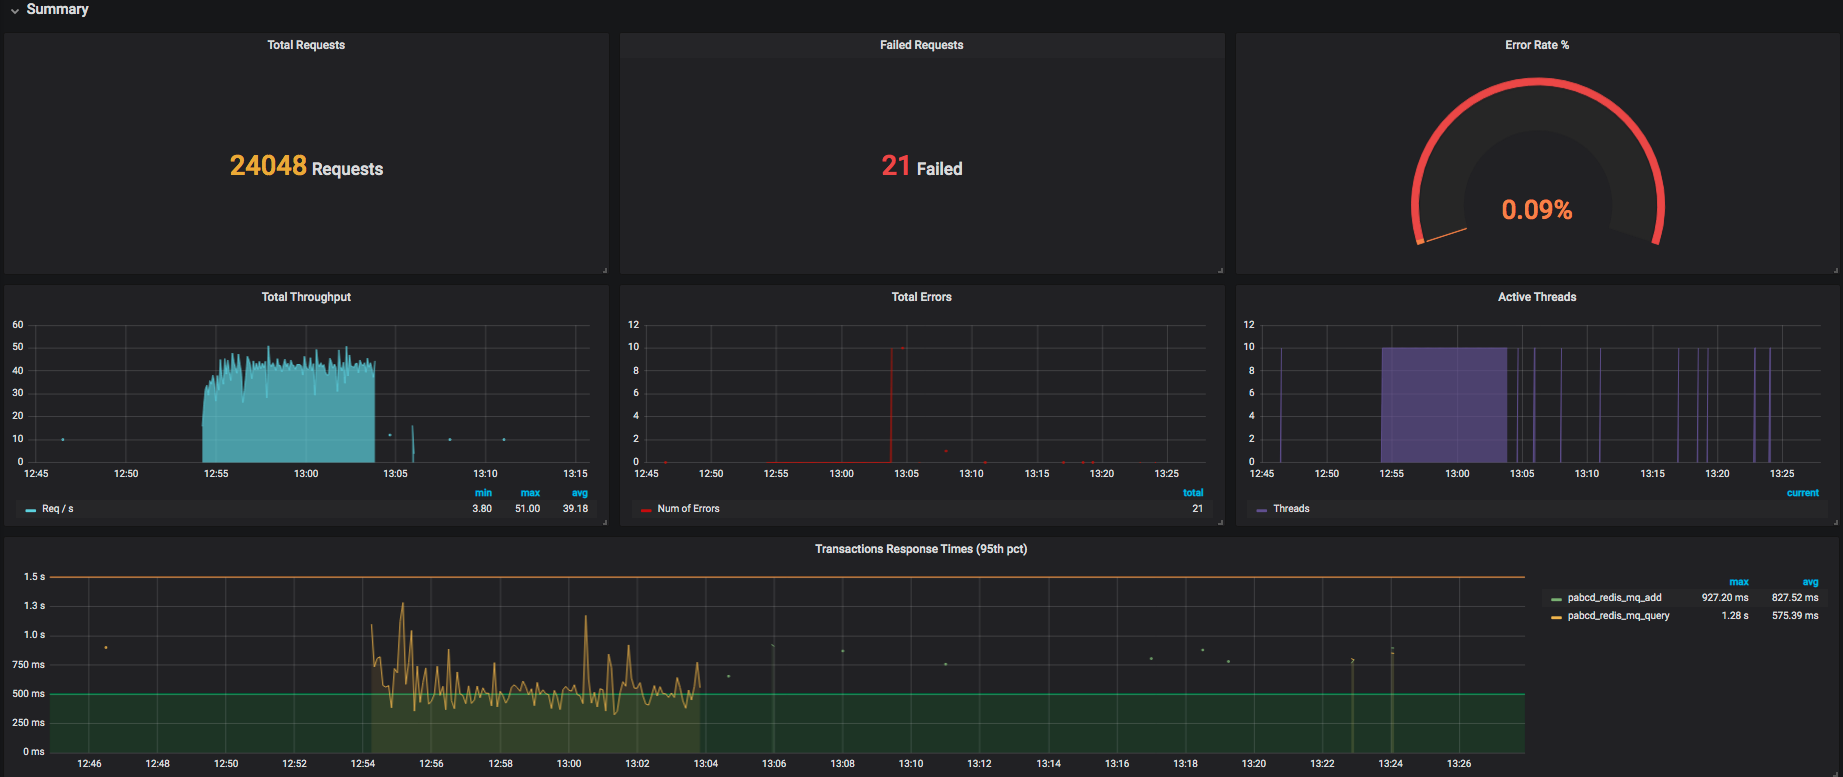 Summary
Total Requests
24048 Requests
Failed Requests
21 Failed
Error Rate %
0.09%
Total Throughput
60
50
40
30
20
10
0
12:45 12:50 12:55 13:00 13:05 13:10 13:15
min max avg
Req / s 3.80 51.00 39.18
Total Errors
12
10
8
6
4
2
0
12:45 12:50 12:55 13:00 13:05 13:10 13:15 13:20 13:25
total
Num of Errors 21
Active Threads
12
10
8
6
4
2
0
12:45 12:50 12:55 13:00 13:05 13:10 13:15 13:20 13:25
current
Threads
Transactions Response Times (95th pct)
1.5 s
1.3 s
1.0 s
750 ms
500 ms
250 ms
0 ms
12:46 12:48 12:50 12:52 12:54 12:56 12:58 13:00 13:02 13:04 13:06 13:08 13:10 13:12 13:14 13:16 13:18 13:20 13:22 13:24 13:26
max avg
pabcd_redis_mq_add 927.20 ms 827.52 ms
pabcd_redis_mq_query 1.28 s 575.39 ms